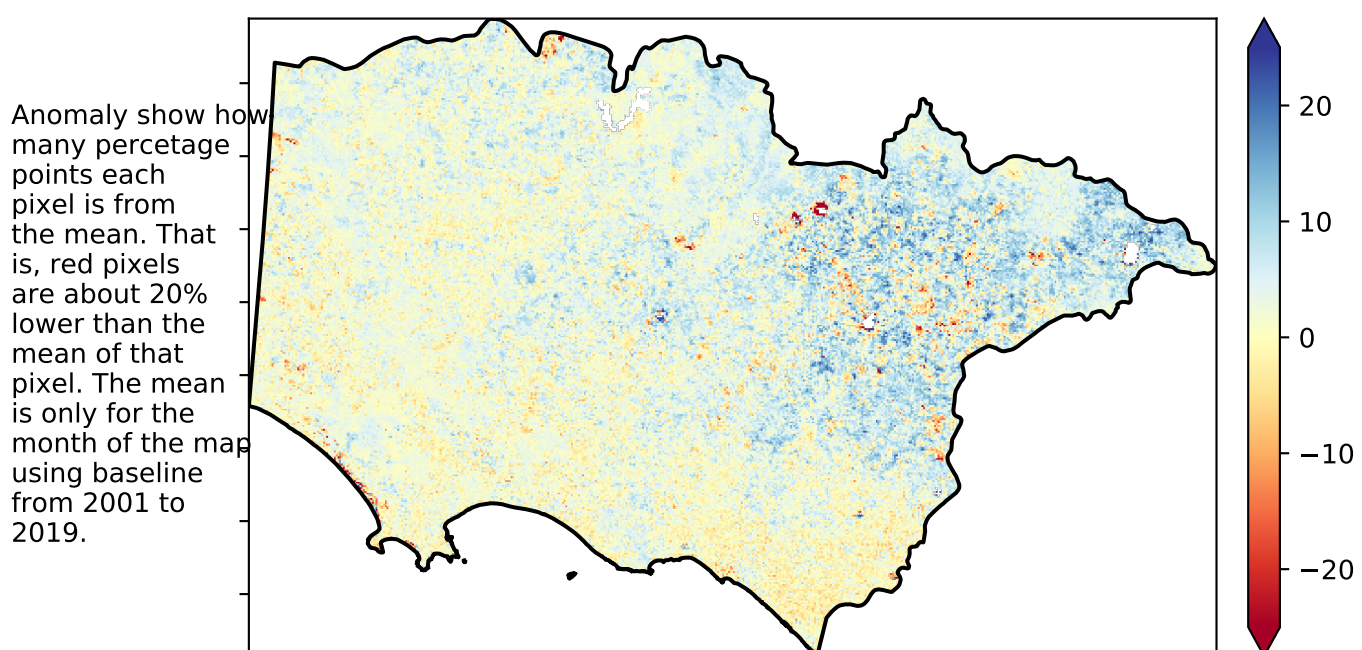 Anomaly show how
many percetage
points each
pixel is from
the mean. That
is, red pixels
are about 20%
lower than the
mean of that
pixel. The mean
is only for the
month of the map
using baseline
from 2001 to
2019.
20
10
0
−10
−20